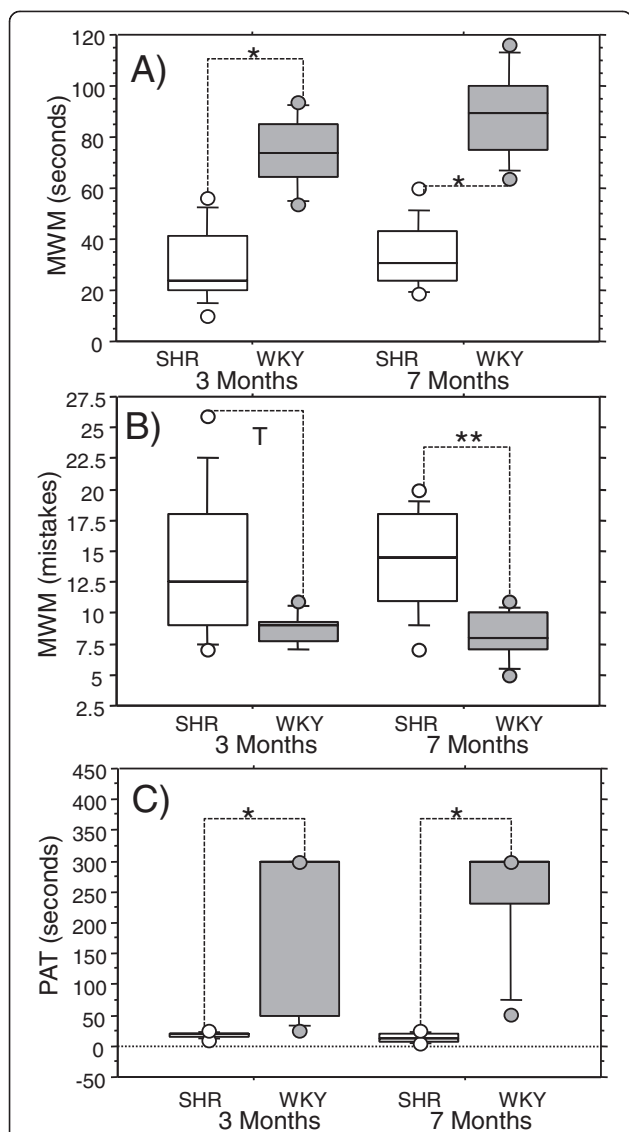 A)
MWM (seconds)
120
100
80
60
40
20
0
*
*
SHR WKY SHR WKY
3 Months 7 Months
B)
MWM (mistakes)
27.5
25
22.5
20
17.5
15
12.5
10
7.5
5
2.5
T
**
SHR WKY SHR WKY
3 Months 7 Months
C)
PAT (seconds)
450
400
350
300
250
200
150
100
50
0
-50
*
*
SHR WKY SHR WKY
3 Months 7 Months